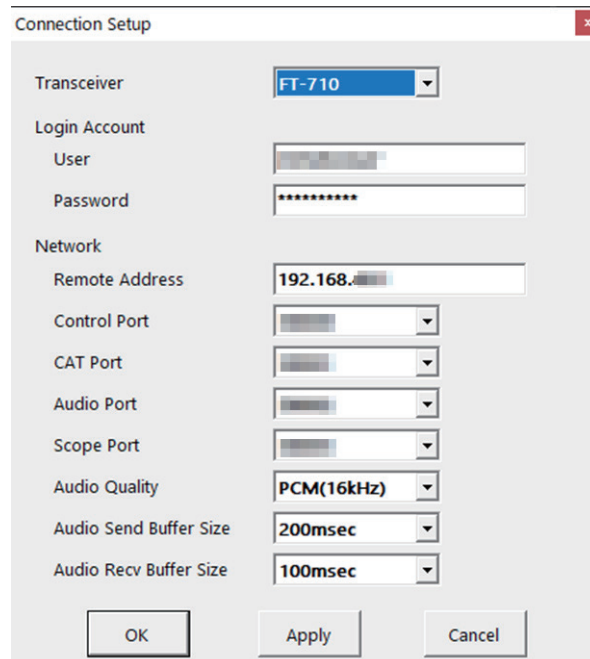 Connection Setup
Transceiver FT-710
Login Account
User
Password **********
Network
Remote Address 192.168.
Control Port
CAT Port
Audio Port
Scope Port
Audio Quality PCM(16kHz)
Audio Send Buffer Size 200msec
Audio Recv Buffer Size 100msec
OK Apply Cancel